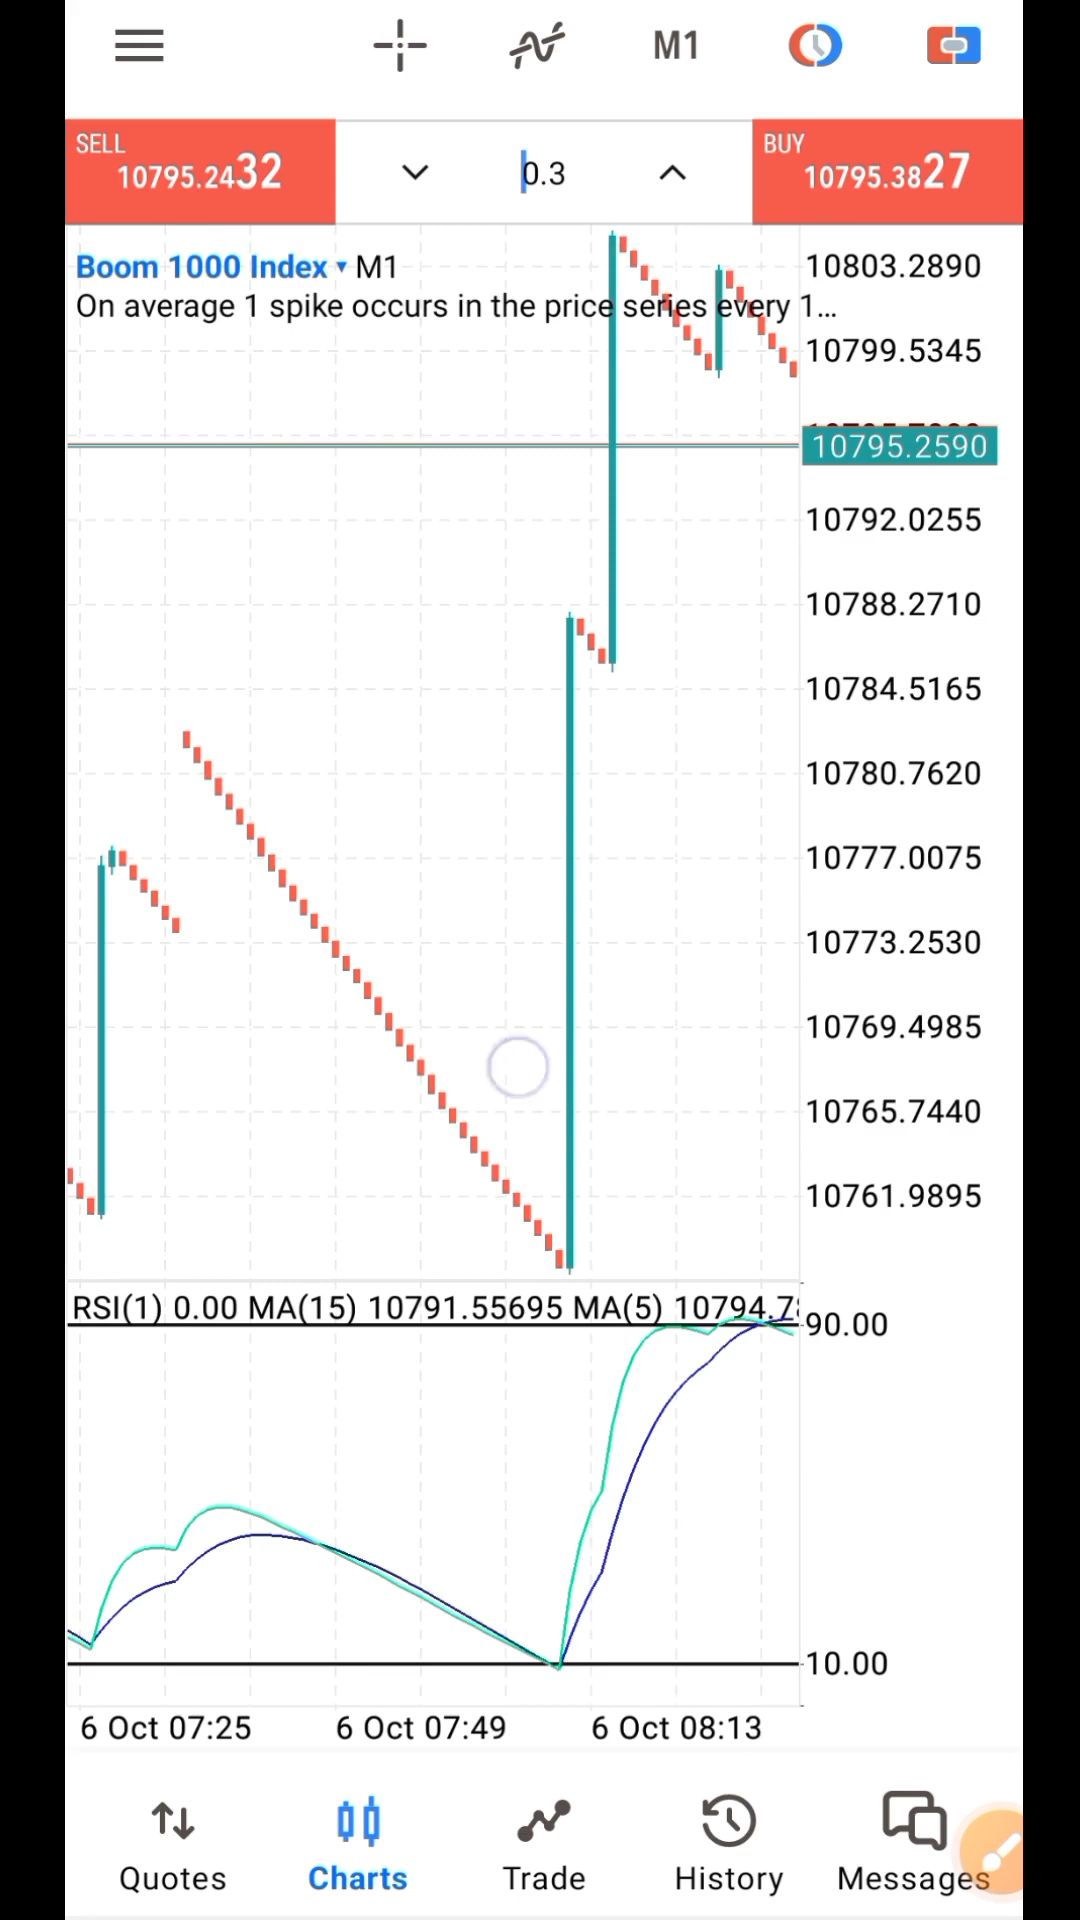 M1
SELL
10795.2432
0.3
BUY
10795.3827
Boom 1000 Index ▾ M1
On average 1 spike occurs in the price series every 1...
10803.2890
10799.5345
10795.2590
10792.0255
10788.2710
10784.5165
10780.7620
10777.0075
10773.2530
10769.4985
10765.7440
10761.9895
RSI(1) 0.00 MA(15) 10791.55695 MA(5) 10794.7
90.00
10.00
6 Oct 07:25
6 Oct 07:49
6 Oct 08:13
Quotes
Charts
Trade
History
Messages